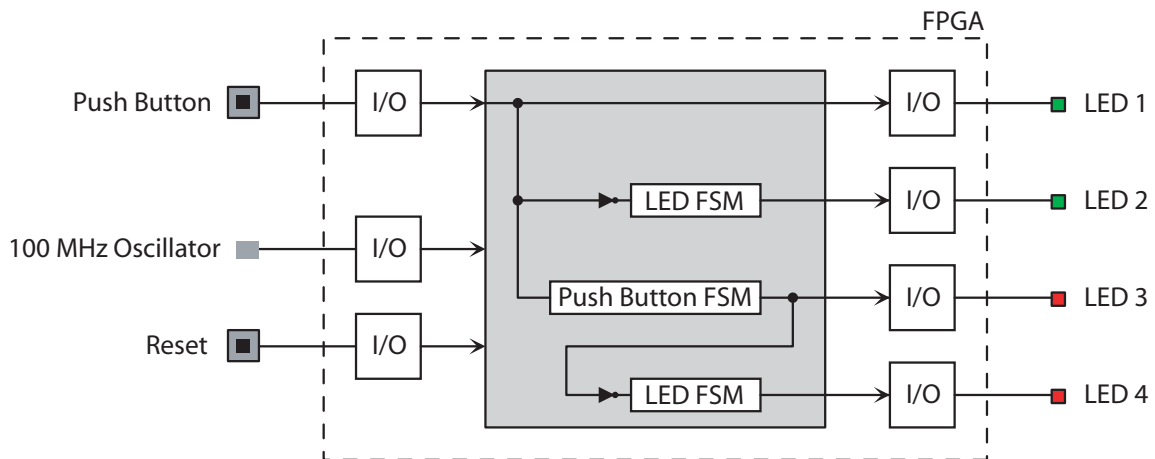 FPGA
Push Button
I/O
I/O
LED 1
LED FSM
I/O
LED 2
100 MHz Oscillator
I/O
Push Button FSM
I/O
LED 3
Reset
I/O
LED FSM
I/O
LED 4